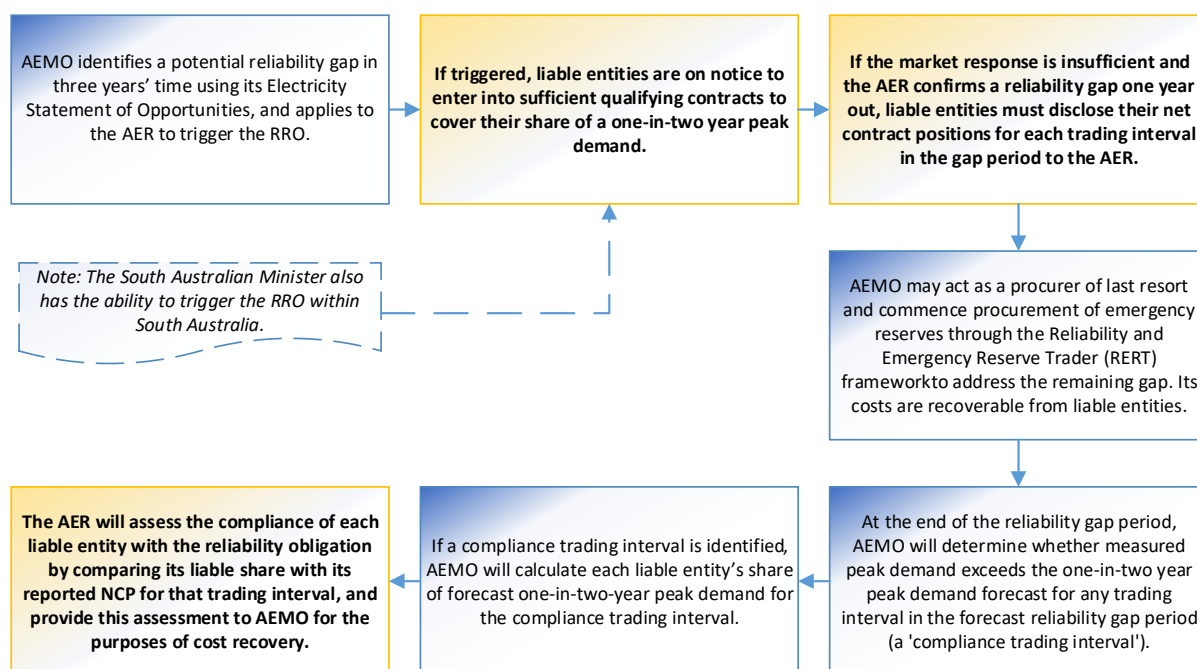 AEMO identifies a potential reliability gap in
three years’ time using its Electricity
Statement of Opportunities, and applies to
the AER to trigger the RRO.
If triggered, liable entities are on notice to
enter into sufficient qualifying contracts to
cover their share of a one-in-two year peak
demand.
If the market response is insufficient and
the AER confirms a reliability gap one year
out, liable entities must disclose their net
contract positions for each trading interval
in the gap period to the AER.
Note: The South Australian Minister also
has the ability to trigger the RRO within
South Australia.
AEMO may act as a procurer of last resort
and commence procurement of emergency
reserves through the Reliability and
Emergency Reserve Trader (RERT)
frameworkto address the remaining gap. Its
costs are recoverable from liable entities.
At the end of the reliability gap period,
AEMO will determine whether measured
peak demand exceeds the one-in-two year
peak demand forecast for any trading
interval in the forecast reliability gap period
(a 'compliance trading interval').
If a compliance trading interval is identified,
AEMO will calculate each liable entity’s share
of forecast one-in-two-year peak demand for
the compliance trading interval.
The AER will assess the compliance of each
liable entity with the reliability obligation
by comparing its liable share with its
reported NCP for that trading interval, and
provide this assessment to AEMO for the
purposes of cost recovery.